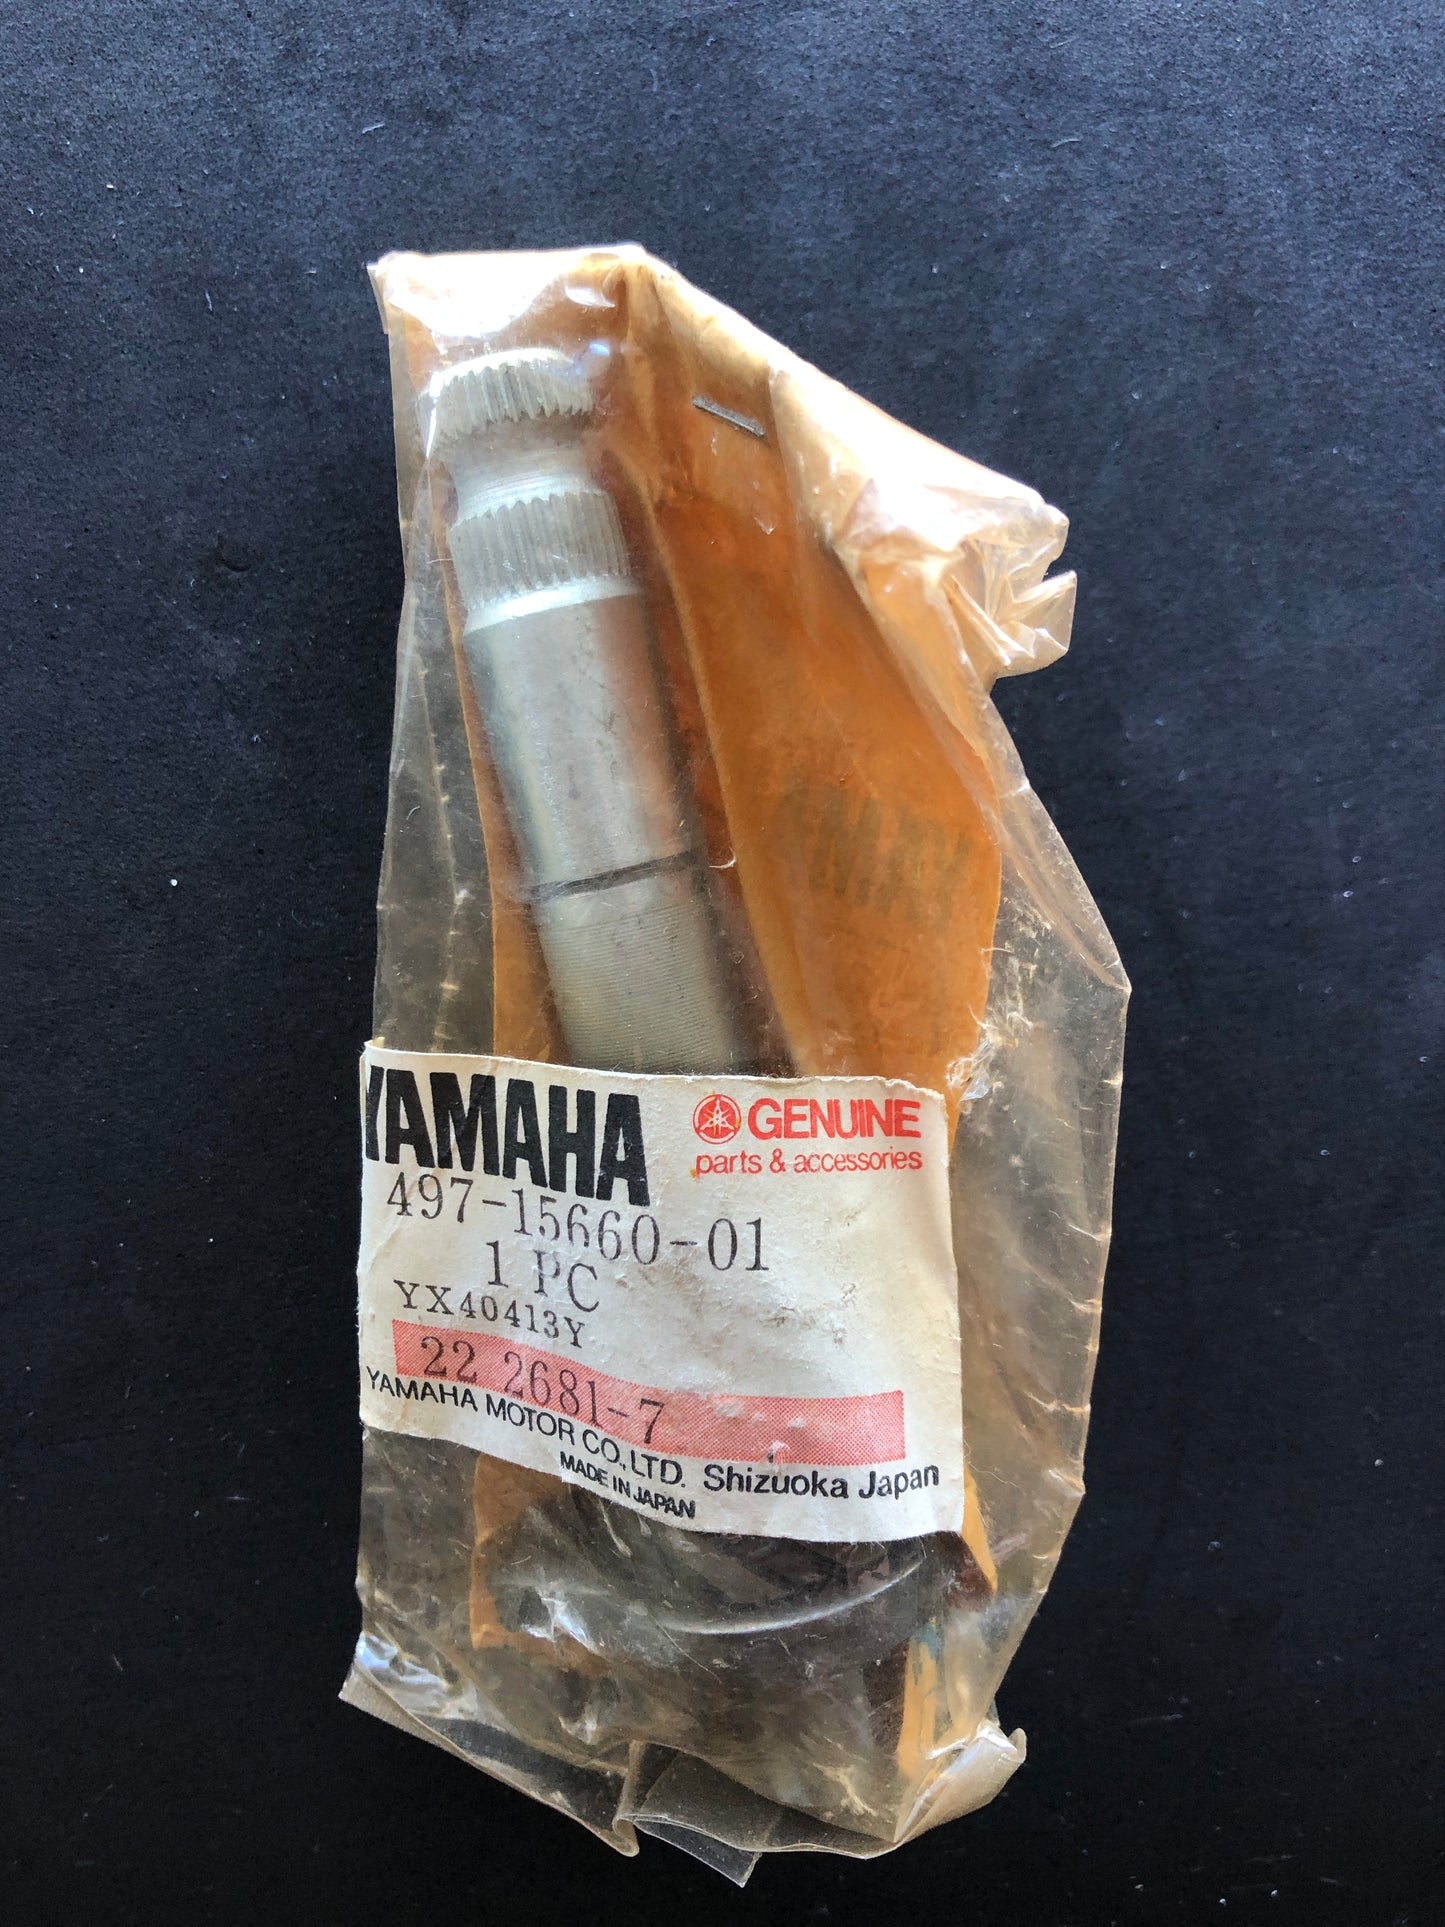 YAMAHA
GENUINE
parts & accessories
497-15660-01
1 PC
YX40413Y
22 2681-7
YAMAHA MOTOR CO., LTD. Shizuoka Japan
MADE IN JAPAN